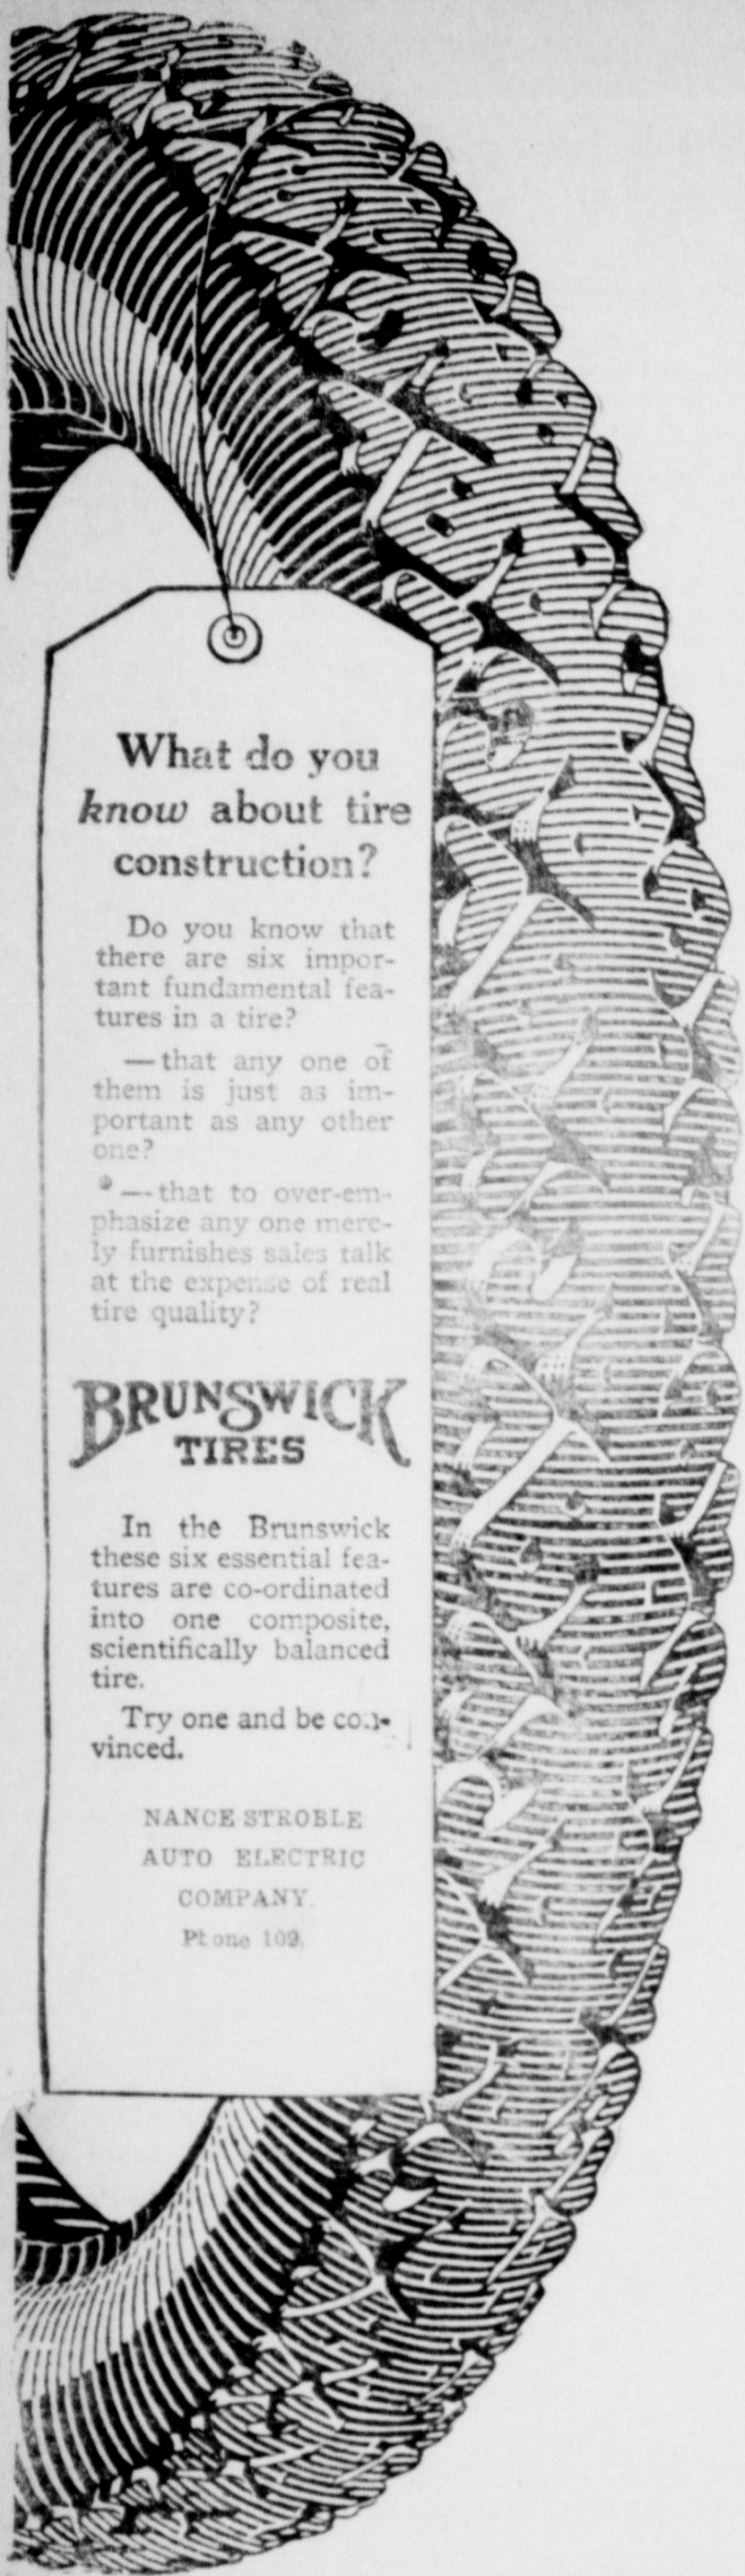 What do you
know about tire
construction?
Do you know that
there are six impor-
tant fundamental fea-
tures in a tire?
—that any one of
them is just as im-
portant as any other
one?
—that to over-em-
phasize any one mere-
ly furnishes sales talk
at the expense of real
tire quality?
BRUNSWICK
TIRES
In the Brunswick
these six essential fea-
tures are co-ordinated
into one composite,
scientifically balanced
tire.
Try one and be con-
vinced.
NANCE STROBLE
AUTO ELECTRIC
COMPANY.
Phone 109.